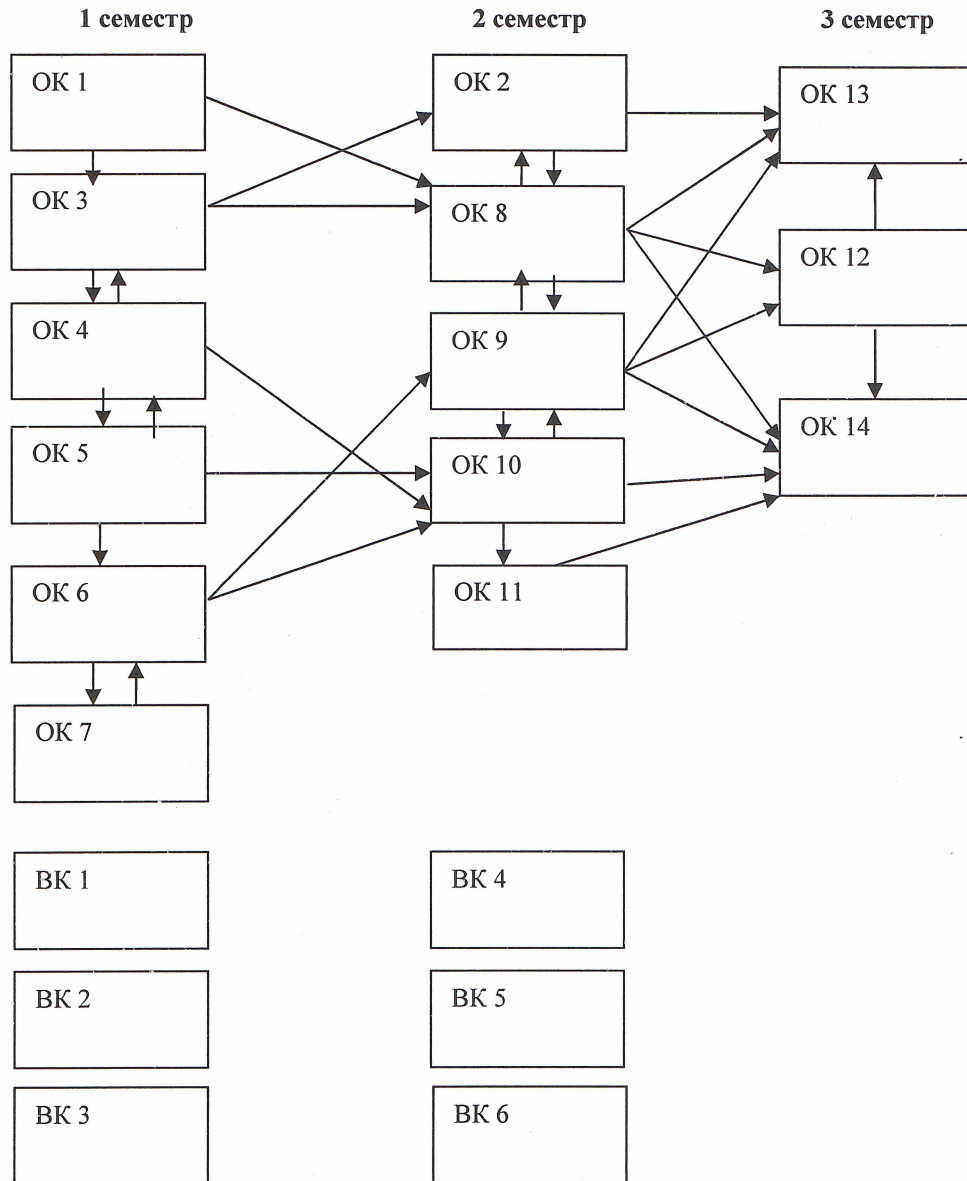 1 семестр
2 семестр
3 семестр
ОК 1
ОК 2
ОК 13
ОК 3
ОК 8
ОК 12
ОК 4
ОК 9
ОК 14
ОК 5
ОК 10
ОК 6
ОК 11
ОК 7
ВК 1
ВК 4
ВК 2
ВК 5
ВК 3
ВК 6